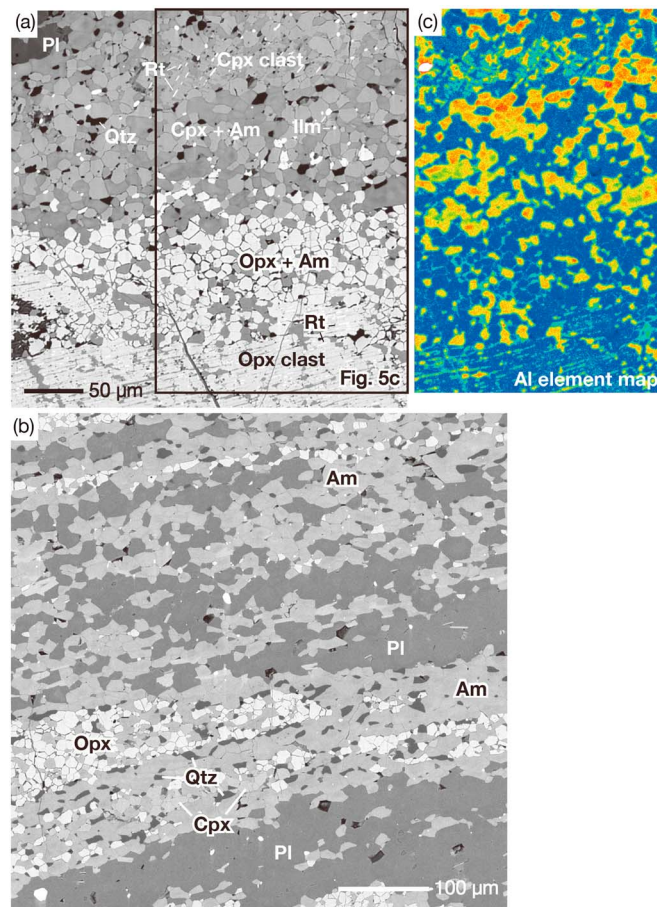 (a)
Pl
Rt
Cpx clast
Qtz
Cpx + Am
Ilm
Opx + Am
Rt
Opx clast
50 µm
Fig. 5c
(c)
Al element map
(b)
Am
Pl
Am
Opx
Qtz
Cpx
Pl
100 µm